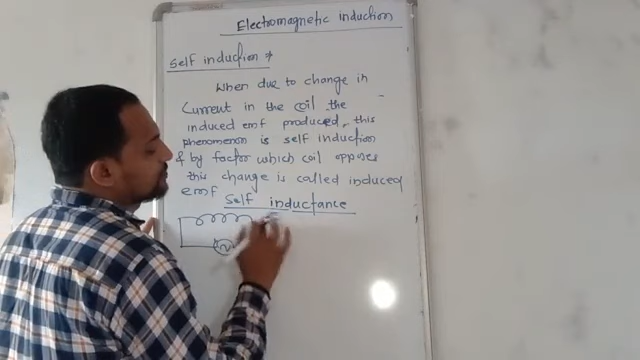 Electromagnetic induction
Self induction
When due to change in
Current in the coil the
induced emf produced, this
phenomenon is self induction
& by factor which coil opposes
this change is called induced
emf
Self inductance